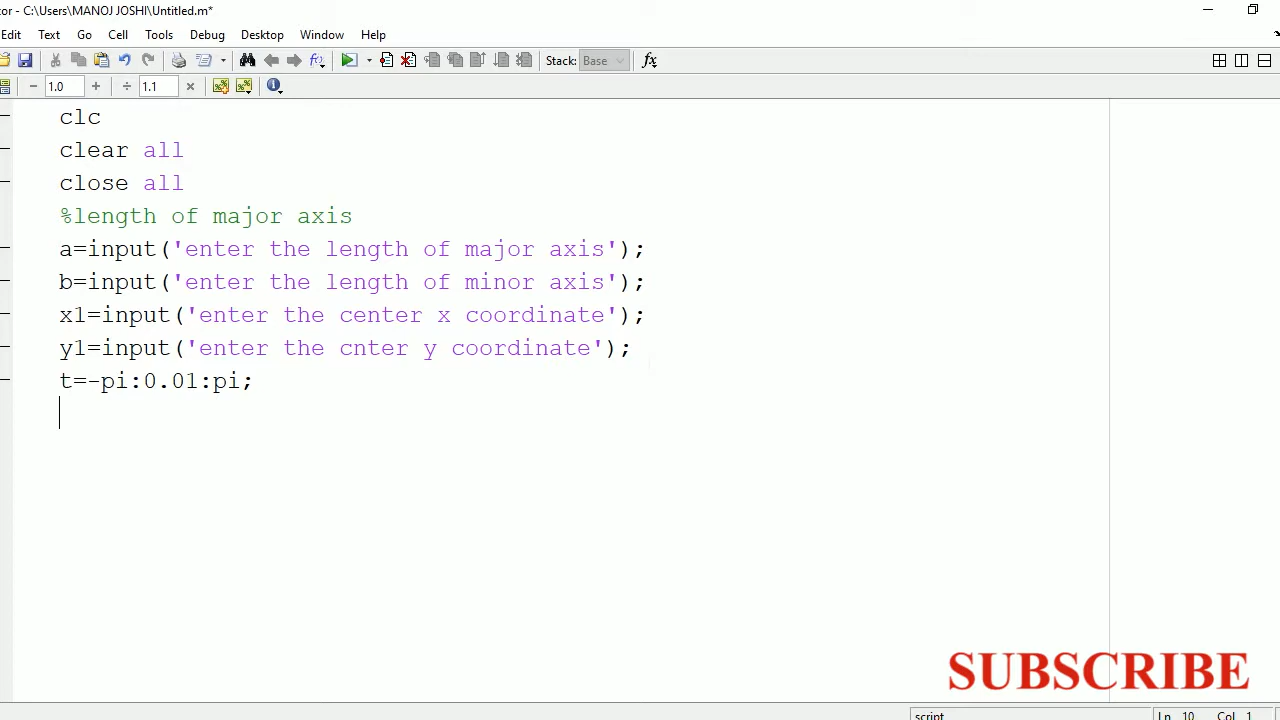 tor - C:\Users\MANOJ JOSHI\Untitled.m*
Edit Text Go Cell Tools Debug Desktop Window Help
Stack: Base fx
− 1.0 + ÷ 1.1 ×
clc
clear all
close all
%length of major axis
a=input('enter the length of major axis');
b=input('enter the length of minor axis');
x1=input('enter the center x coordinate');
y1=input('enter the cnter y coordinate');
t=-pi:0.01:pi;
SUBSCRIBE
script Ln 10 Col 1